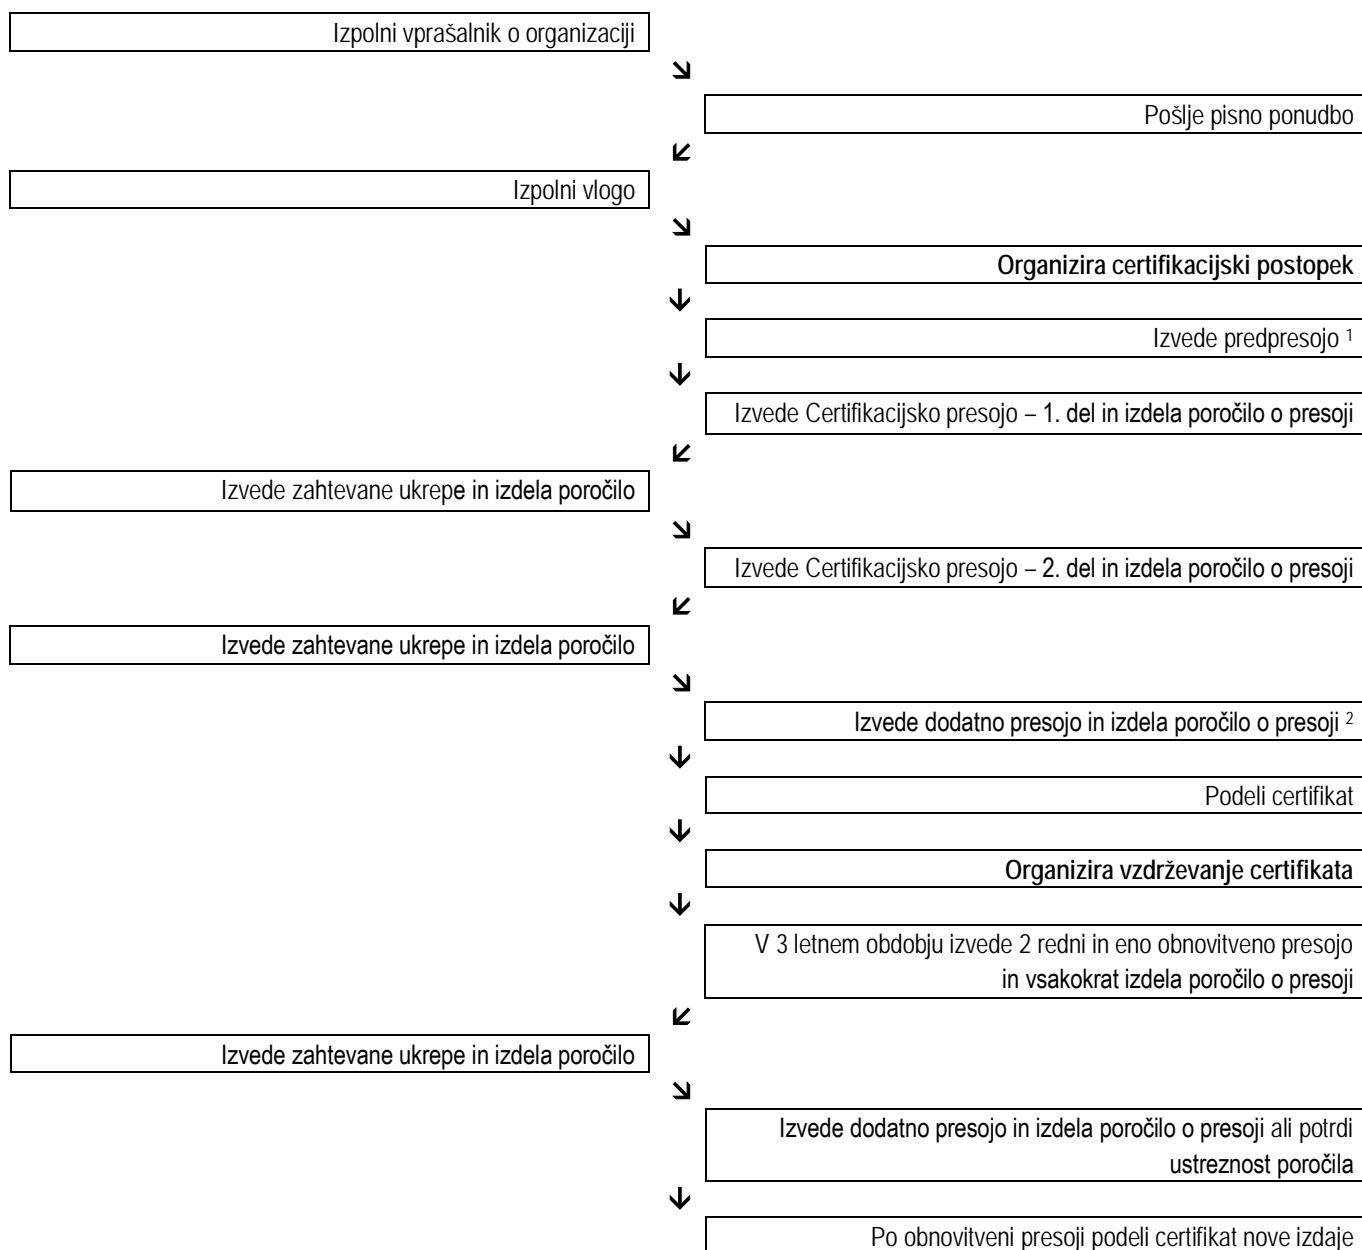 Izpolni vprašalnik o organizaciji
Pošlje pisno ponudbo
Izpolni vlogo
Organizira certifikacijski postopek
Izvede predpresojo 1
Izvede Certifikacijsko presojo – 1. del in izdela poročilo o presoji
Izvede zahtevane ukrepe in izdela poročilo
Izvede Certifikacijsko presojo – 2. del in izdela poročilo o presoji
Izvede zahtevane ukrepe in izdela poročilo
Izvede dodatno presojo in izdela poročilo o presoji 2
Podeli certifikat
Organizira vzdrževanje certifikata
V 3 letnem obdobju izvede 2 redni in eno obnovitveno presojo
in vsakokrat izdela poročilo o presoji
Izvede zahtevane ukrepe in izdela poročilo
Izvede dodatno presojo in izdela poročilo o presoji ali potrdi
ustreznost poročila
Po obnovitveni presoji podeli certifikat nove izdaje